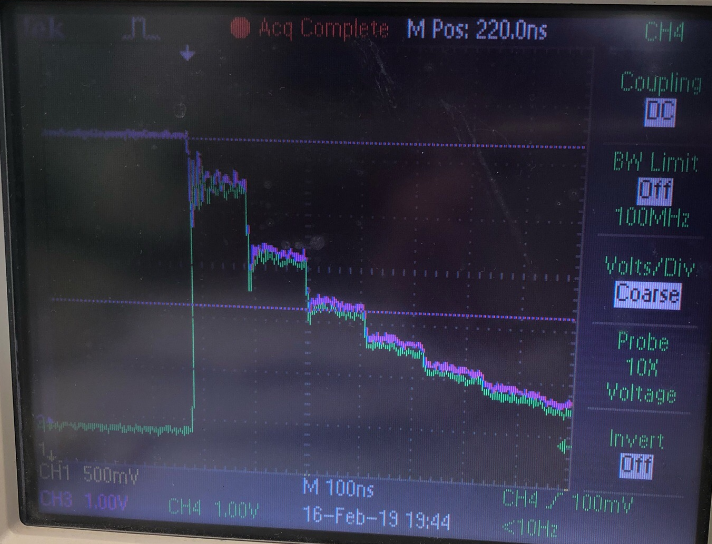 Tek Acq Complete M Pos: 220.0ns CH4
Coupling
DC
BW Limit
Off
100MHz
Volts/Div
Coarse
Probe
10X
Voltage
Invert
Off
CH1 500mV
CH3 1.00V CH4 1.00V M 100ns CH4 100mV
16-Feb-19 19:44 <10Hz